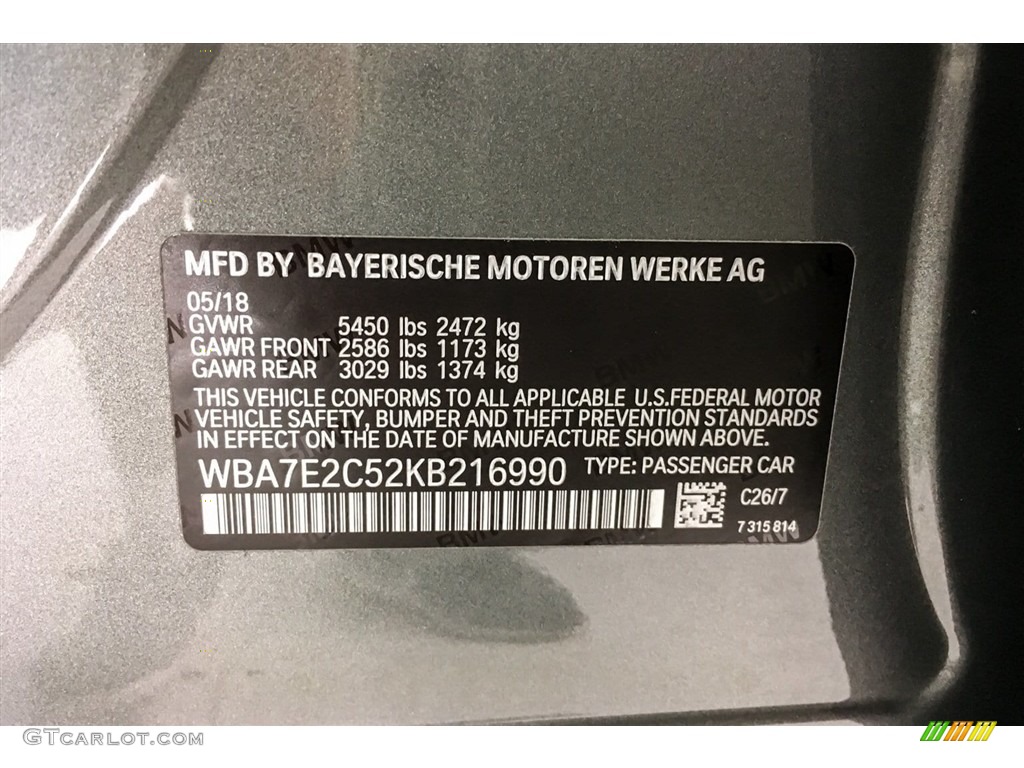 MFD BY BAYERISCHE MOTOREN WERKE AG
05/18
GVWR 5450 lbs 2472 kg
GAWR FRONT 2586 lbs 1173 kg
GAWR REAR 3029 lbs 1374 kg
THIS VEHICLE CONFORMS TO ALL APPLICABLE U.S.FEDERAL MOTOR
VEHICLE SAFETY, BUMPER AND THEFT PREVENTION STANDARDS
IN EFFECT ON THE DATE OF MANUFACTURE SHOWN ABOVE.
WBA7E2C52KB216990 TYPE: PASSENGER CAR
C26/7
7 315 814
GTCARLOT.COM